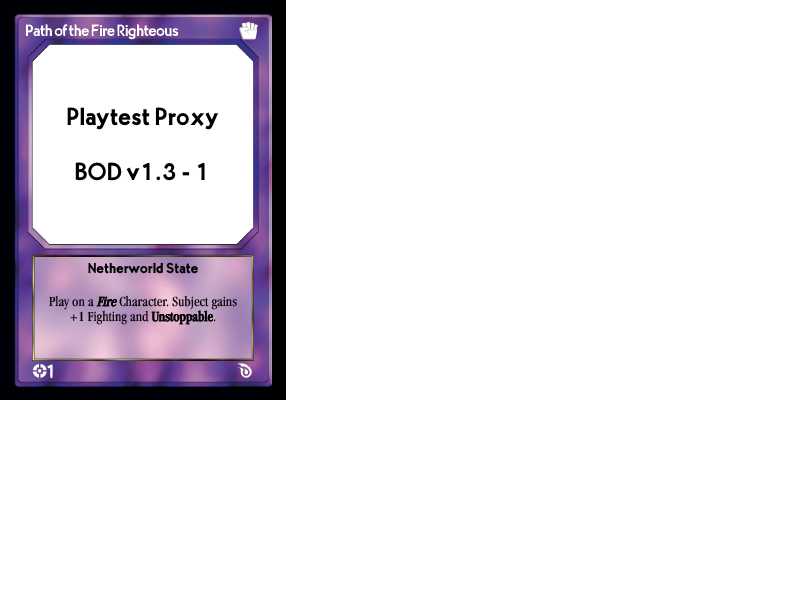 Path of the Fire Righteous
Playtest Proxy
BOD v1.3 - 1
Netherworld State
Play on a Fire Character. Subject gains
+1 Fighting and Unstoppable.
1